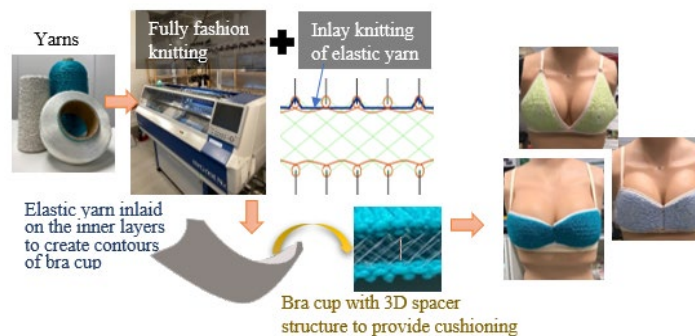 Yarns
Fully fashion
knitting
Inlay knitting
of elastic yarn
Elastic yarn inlaid
on the inner layers
to create contours
of bra cup
Bra cup with 3D spacer
structure to provide cushioning